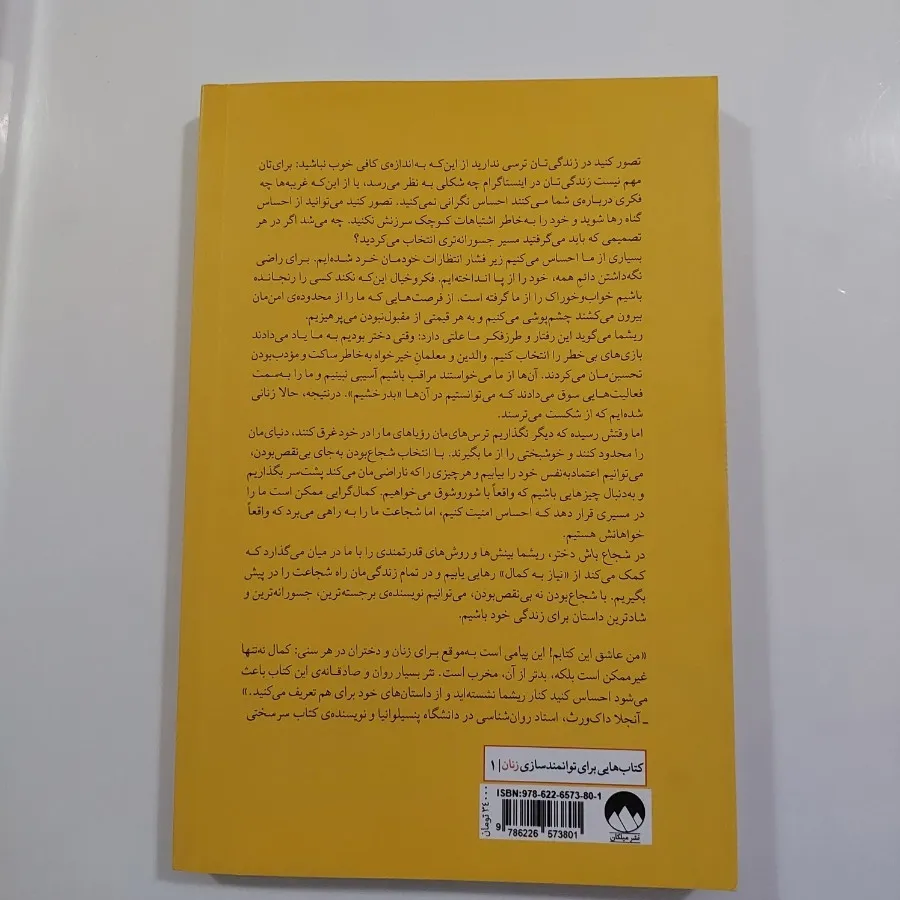 تصور کنید در زندگی‌تان ترسی ندارید از این‌که به‌اندازه‌ی کافی خوب نباشید: برای‌تان
مهم نیست زندگی‌تان در اینستاگرام چه شکلی به نظر می‌رسد، یا از این‌که غریبه‌ها چه
فکری درباره‌ی شما می‌کنند احساس نگرانی نمی‌کنید. تصور کنید می‌توانید از احساس
گناه رها شوید و خود را به‌خاطر اشتباهات کوچک سرزنش نکنید. چه می‌شد اگر در هر
تصمیمی که باید می‌گرفتید مسیر جسورانه‌تری انتخاب می‌کردید؟
بسیاری از ما احساس می‌کنیم زیر فشار انتظارات خودمان خرد شده‌ایم. برای راضی
نگه‌داشتن دائم همه، خود را از پا انداخته‌ایم. فکروخیال این‌که نکند کسی را رنجانده
باشیم خواب‌وخوراک را از ما گرفته است. از فرصت‌هایی که ما را از محدوده‌ی امن‌مان
بیرون می‌کشند چشم‌پوشی می‌کنیم و به هر قیمتی از مقبول‌نبودن می‌پرهیزیم.
ریشما می‌گوید این رفتار و طرزفکر ما علتی دارد: وقتی دختر بودیم به ما یاد می‌دادند
بازی‌های بی‌خطر را انتخاب کنیم. والدین و معلمانِ خیرخواه به‌خاطر ساکت و مؤدب‌بودن
تحسین‌مان می‌کردند. آن‌ها از ما می‌خواستند مراقب باشیم آسیبی نبینیم و ما را به‌سمت
فعالیت‌هایی سوق می‌دادند که می‌توانستیم در آن‌ها «بدرخشیم». درنتیجه، حالا زنانی
شده‌ایم که از شکست می‌ترسند.
اما وقتش رسیده که دیگر نگذاریم ترس‌های‌مان رؤیاهای ما را در خود غرق کنند، دنیای‌مان
را محدود کنند و خوشبختی را از ما بگیرند. با انتخاب شجاع‌بودن به‌جای بی‌نقص‌بودن،
می‌توانیم اعتمادبه‌نفس خود را بیابیم و هرچیزی را که ناراضی‌مان می‌کند پشت‌سر بگذاریم
و به‌دنبال چیزهایی باشیم که واقعاً با شوروشوق می‌خواهیم. کمال‌گرایی ممکن است ما را
در مسیری قرار دهد که احساس امنیت کنیم، اما شجاعت ما را به راهی می‌برد که واقعاً
خواهانش هستیم.
در شجاع باش دختر، ریشما بینش‌ها و روش‌های قدرتمندی را با ما در میان می‌گذارد که
کمک می‌کند از «نیاز به کمال» رهایی یابیم و در تمام زندگی‌مان راه شجاعت را در پیش
بگیریم. با شجاع‌بودن نه بی‌نقص‌بودن، می‌توانیم نویسنده‌ی برجسته‌ترین، جسورانه‌ترین و
شادترین داستان برای زندگی خود باشیم.
«من عاشق این کتابم! این پیامی است به‌موقع برای زنان و دختران در هر سنی: کمال نه‌تنها
غیرممکن است بلکه، بدتر از آن، مخرب است. نثر بسیار روان و صادقانه‌ی این کتاب باعث
می‌شود احساس کنید کنار ریشما نشسته‌اید و از داستان‌های خود برای هم تعریف می‌کنید.»
ـ آنجلا داک‌ورث، استاد روان‌شناسی در دانشگاه پنسیلوانیا و نویسنده‌ی کتاب سرسختی
کتاب‌هایی برای توانمندسازی زنان | ۱
ISBN:978-622-6573-80-1
9 786226 573801
۲۴۰۰۰ تومان
نشر میلکان